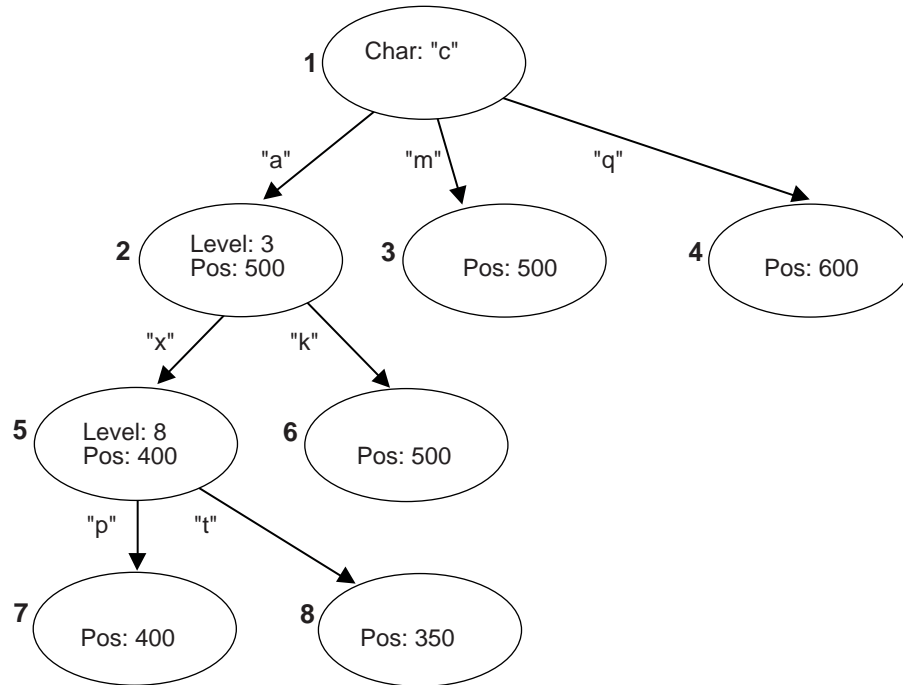 1
Char: "c"
"a"
"m"
"q"
2
Level: 3
Pos: 500
3
Pos: 500
4
Pos: 600
"x"
"k"
5
Level: 8
Pos: 400
6
Pos: 500
"p"
"t"
7
Pos: 400
8
Pos: 350